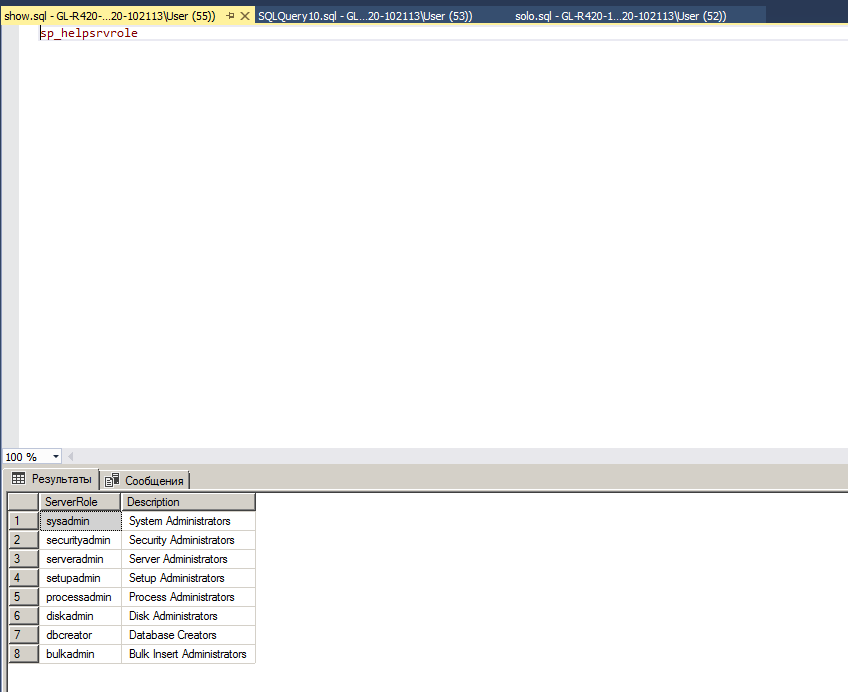 show.sql - GL-R420-...20-102113\User (55)) SQLQuery10.sql - GL...20-102113\User (53)) solo.sql - GL-R420-1...20-102113\User (52))
sp_helpsrvrole
100 %
Результаты Сообщения
ServerRole Description
1 sysadmin System Administrators
2 securityadmin Security Administrators
3 serveradmin Server Administrators
4 setupadmin Setup Administrators
5 processadmin Process Administrators
6 diskadmin Disk Administrators
7 dbcreator Database Creators
8 bulkadmin Bulk Insert Administrators